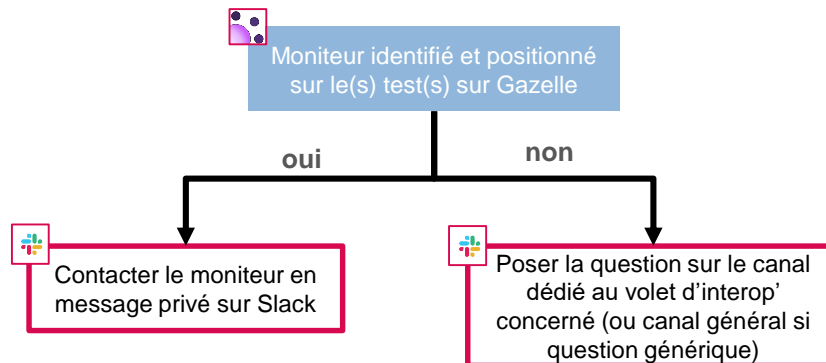 Moniteur identifié et positionné
sur le(s) test(s) sur Gazelle
oui
non
Contacter le moniteur en
message privé sur Slack
Poser la question sur le canal
dédié au volet d’interop’
concerné (ou canal général si
question générique)